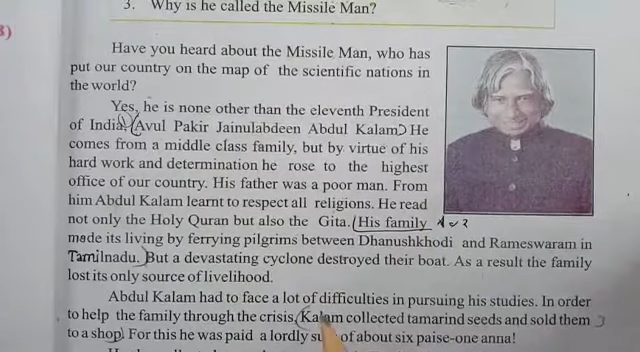 3. Why is he called the Missile Man?
3)
Have you heard about the Missile Man, who has
put our country on the map of the scientific nations in
the world?
Yes, he is none other than the eleventh President
of India. (Avul Pakir Jainulabdeen Abdul Kalam) He
comes from a middle class family, but by virtue of his
hard work and determination he rose to the highest
office of our country. His father was a poor man. From
him Abdul Kalam learnt to respect all religions. He read
not only the Holy Quran but also the Gita. (His family
made its living by ferrying pilgrims between Dhanushkhodi and Rameswaram in
Tamilnadu.) But a devastating cyclone destroyed their boat. As a result the family
lost its only source of livelihood.
Abdul Kalam had to face a lot of difficulties in pursuing his studies. In order
to help the family through the crisis, (Kalam collected tamarind seeds and sold them
to a shop.) For this he was paid a lordly of about six paise-one anna!